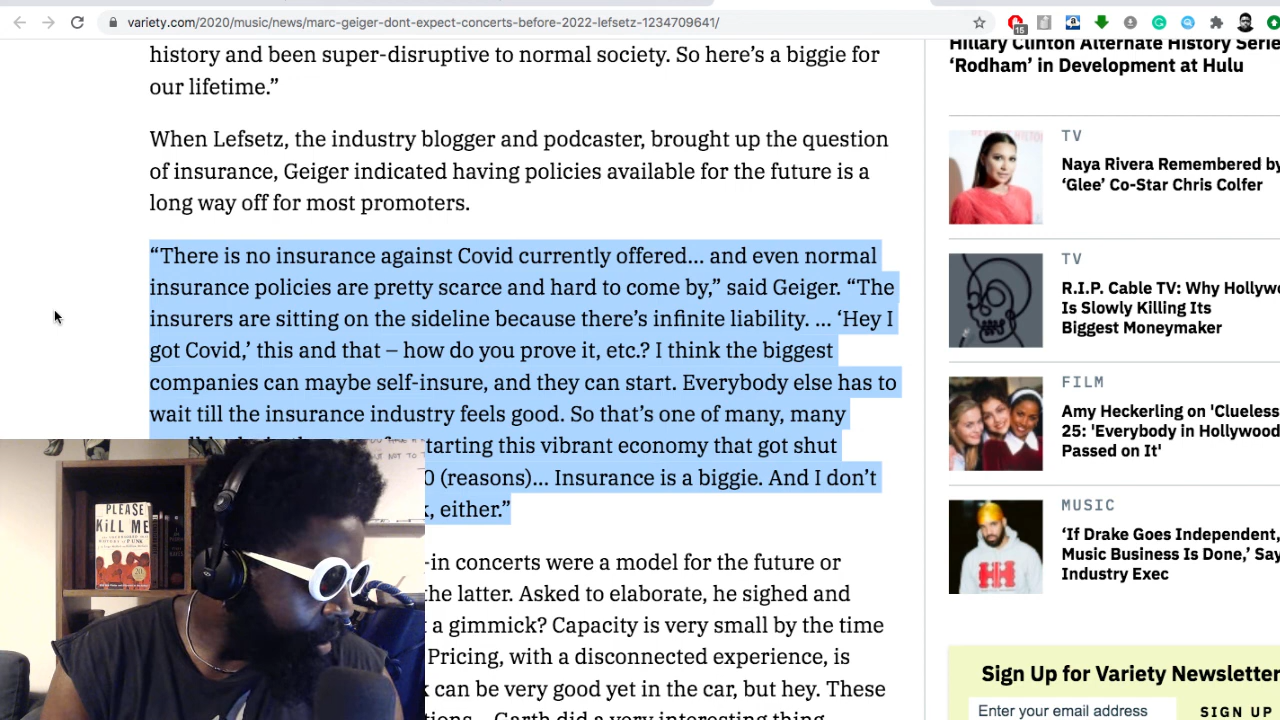 variety.com/2020/music/news/marc-geiger-dont-expect-concerts-before-2022-lefsetz-1234709641/
15
history and been super-disruptive to normal society. So here's a biggie for
our lifetime.”
When Lefsetz, the industry blogger and podcaster, brought up the question
of insurance, Geiger indicated having policies available for the future is a
long way off for most promoters.
“There is no insurance against Covid currently offered… and even normal
insurance policies are pretty scarce and hard to come by,” said Geiger. “The
insurers are sitting on the sideline because there's infinite liability. … ‘Hey I
got Covid,’ this and that – how do you prove it, etc.? I think the biggest
companies can maybe self-insure, and they can start. Everybody else has to
wait till the insurance industry feels good. So that's one of many, many
starting this vibrant economy that got shut
0 (reasons)… Insurance is a biggie. And I don't
, either.”
-in concerts were a model for the future or
the latter. Asked to elaborate, he sighed and
t a gimmick? Capacity is very small by the time
Pricing, with a disconnected experience, is
can be very good yet in the car, but hey. These
Garth did a very interesting thing
PLEASE
KILL ME
Hillary Clinton Alternate History Serie
‘Rodham’ in Development at Hulu
TV
Naya Rivera Remembered by
‘Glee’ Co-Star Chris Colfer
TV
R.I.P. Cable TV: Why Hollywo
Is Slowly Killing Its
Biggest Moneymaker
FILM
Amy Heckerling on 'Clueless
25: 'Everybody in Hollywood
Passed on It'
MUSIC
‘If Drake Goes Independent,
Music Business Is Done,’ Say
Industry Exec
Sign Up for Variety Newsletter
Enter your email address
SIGN UP